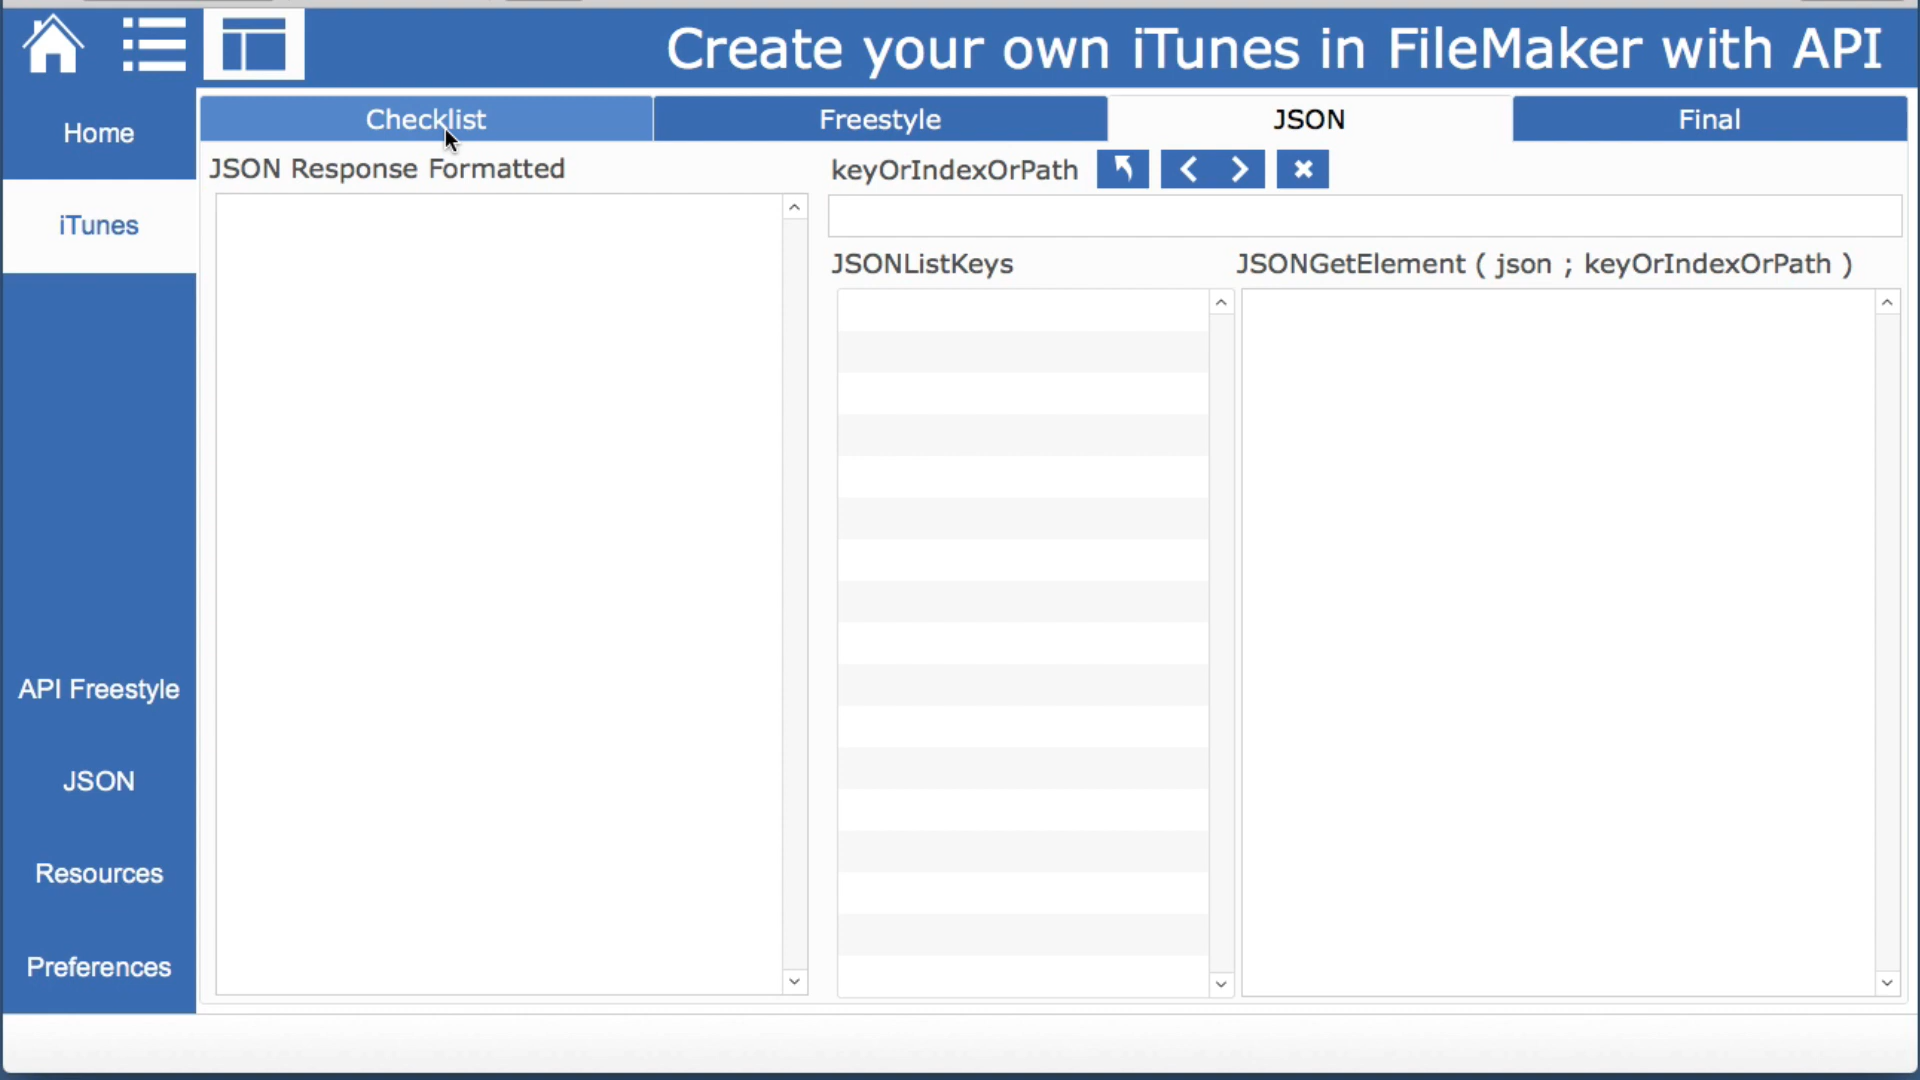 Create your own iTunes in FileMaker with API
Home
iTunes
API Freestyle
JSON
Resources
Preferences
Checklist
Freestyle
JSON
Final
JSON Response Formatted
keyOrIndexOrPath
JSONListKeys
JSONGetElement ( json ; keyOrIndexOrPath )